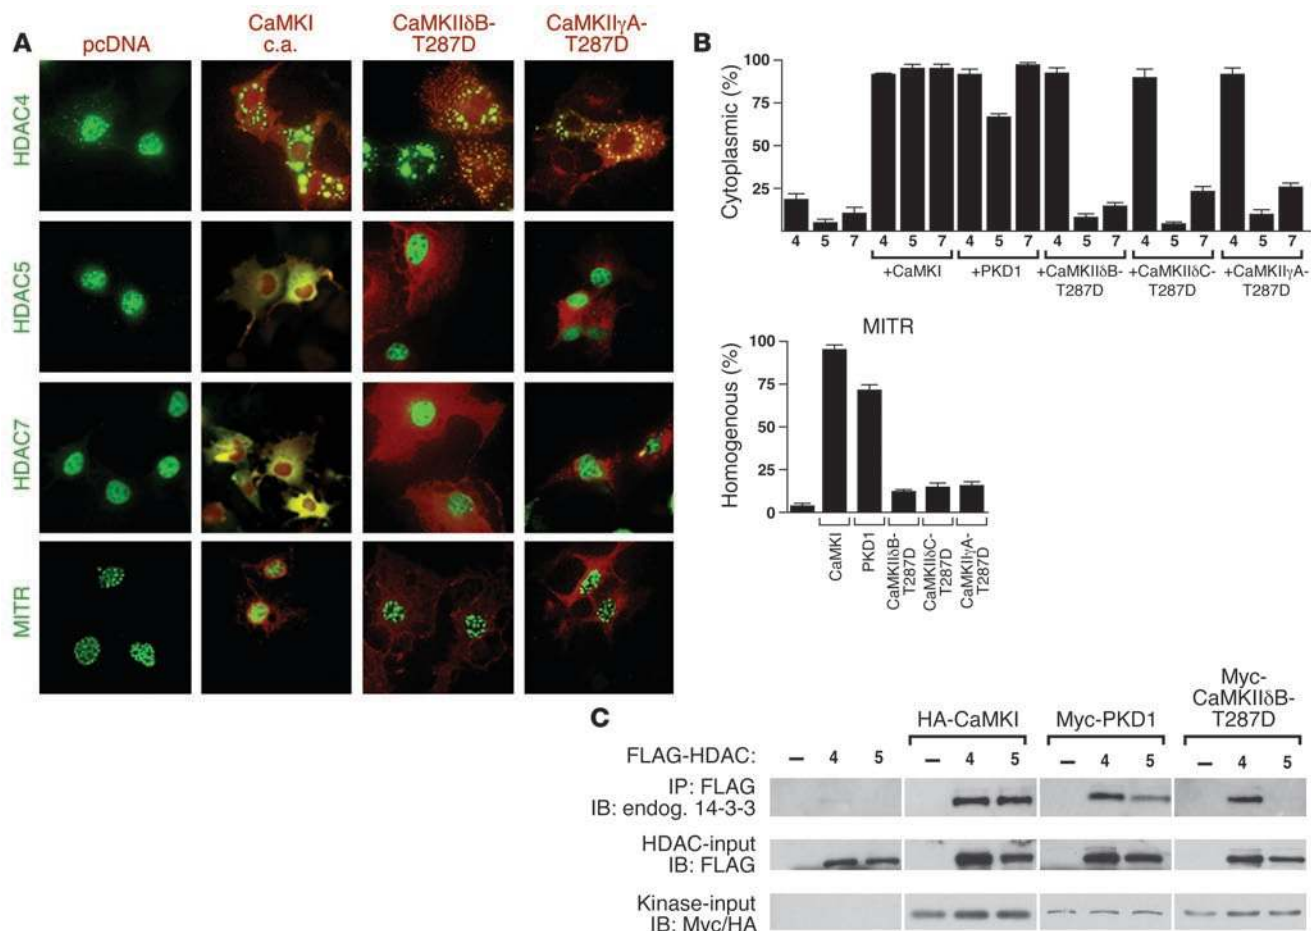 A
pcDNA
CaMKI
c.a.
CaMKIIδB-
T287D
CaMKIIγA-
T287D
HDAC4
HDAC5
HDAC7
MITR
B
Cytoplasmic (%)
100
75
50
25
4 5 7 4 5 7 4 5 7 4 5 7 4 5 7 4 5 7
+CaMKI
+PKD1
+CaMKIIδB-
T287D
+CaMKIIδC-
T287D
+CaMKIIγA-
T287D
MITR
Homogenous (%)
100
75
50
25
0
CaMKI
PKD1
CaMKIIδB-
T287D
CaMKIIδC-
T287D
CaMKIIγA-
T287D
C
HA-CaMKI
Myc-PKD1
Myc-
CaMKIIδB-
T287D
FLAG-HDAC: – 4 5 – 4 5 – 4 5 – 4 5
IP: FLAG
IB: endog. 14-3-3
HDAC-input
IB: FLAG
Kinase-input
IB: Myc/HA